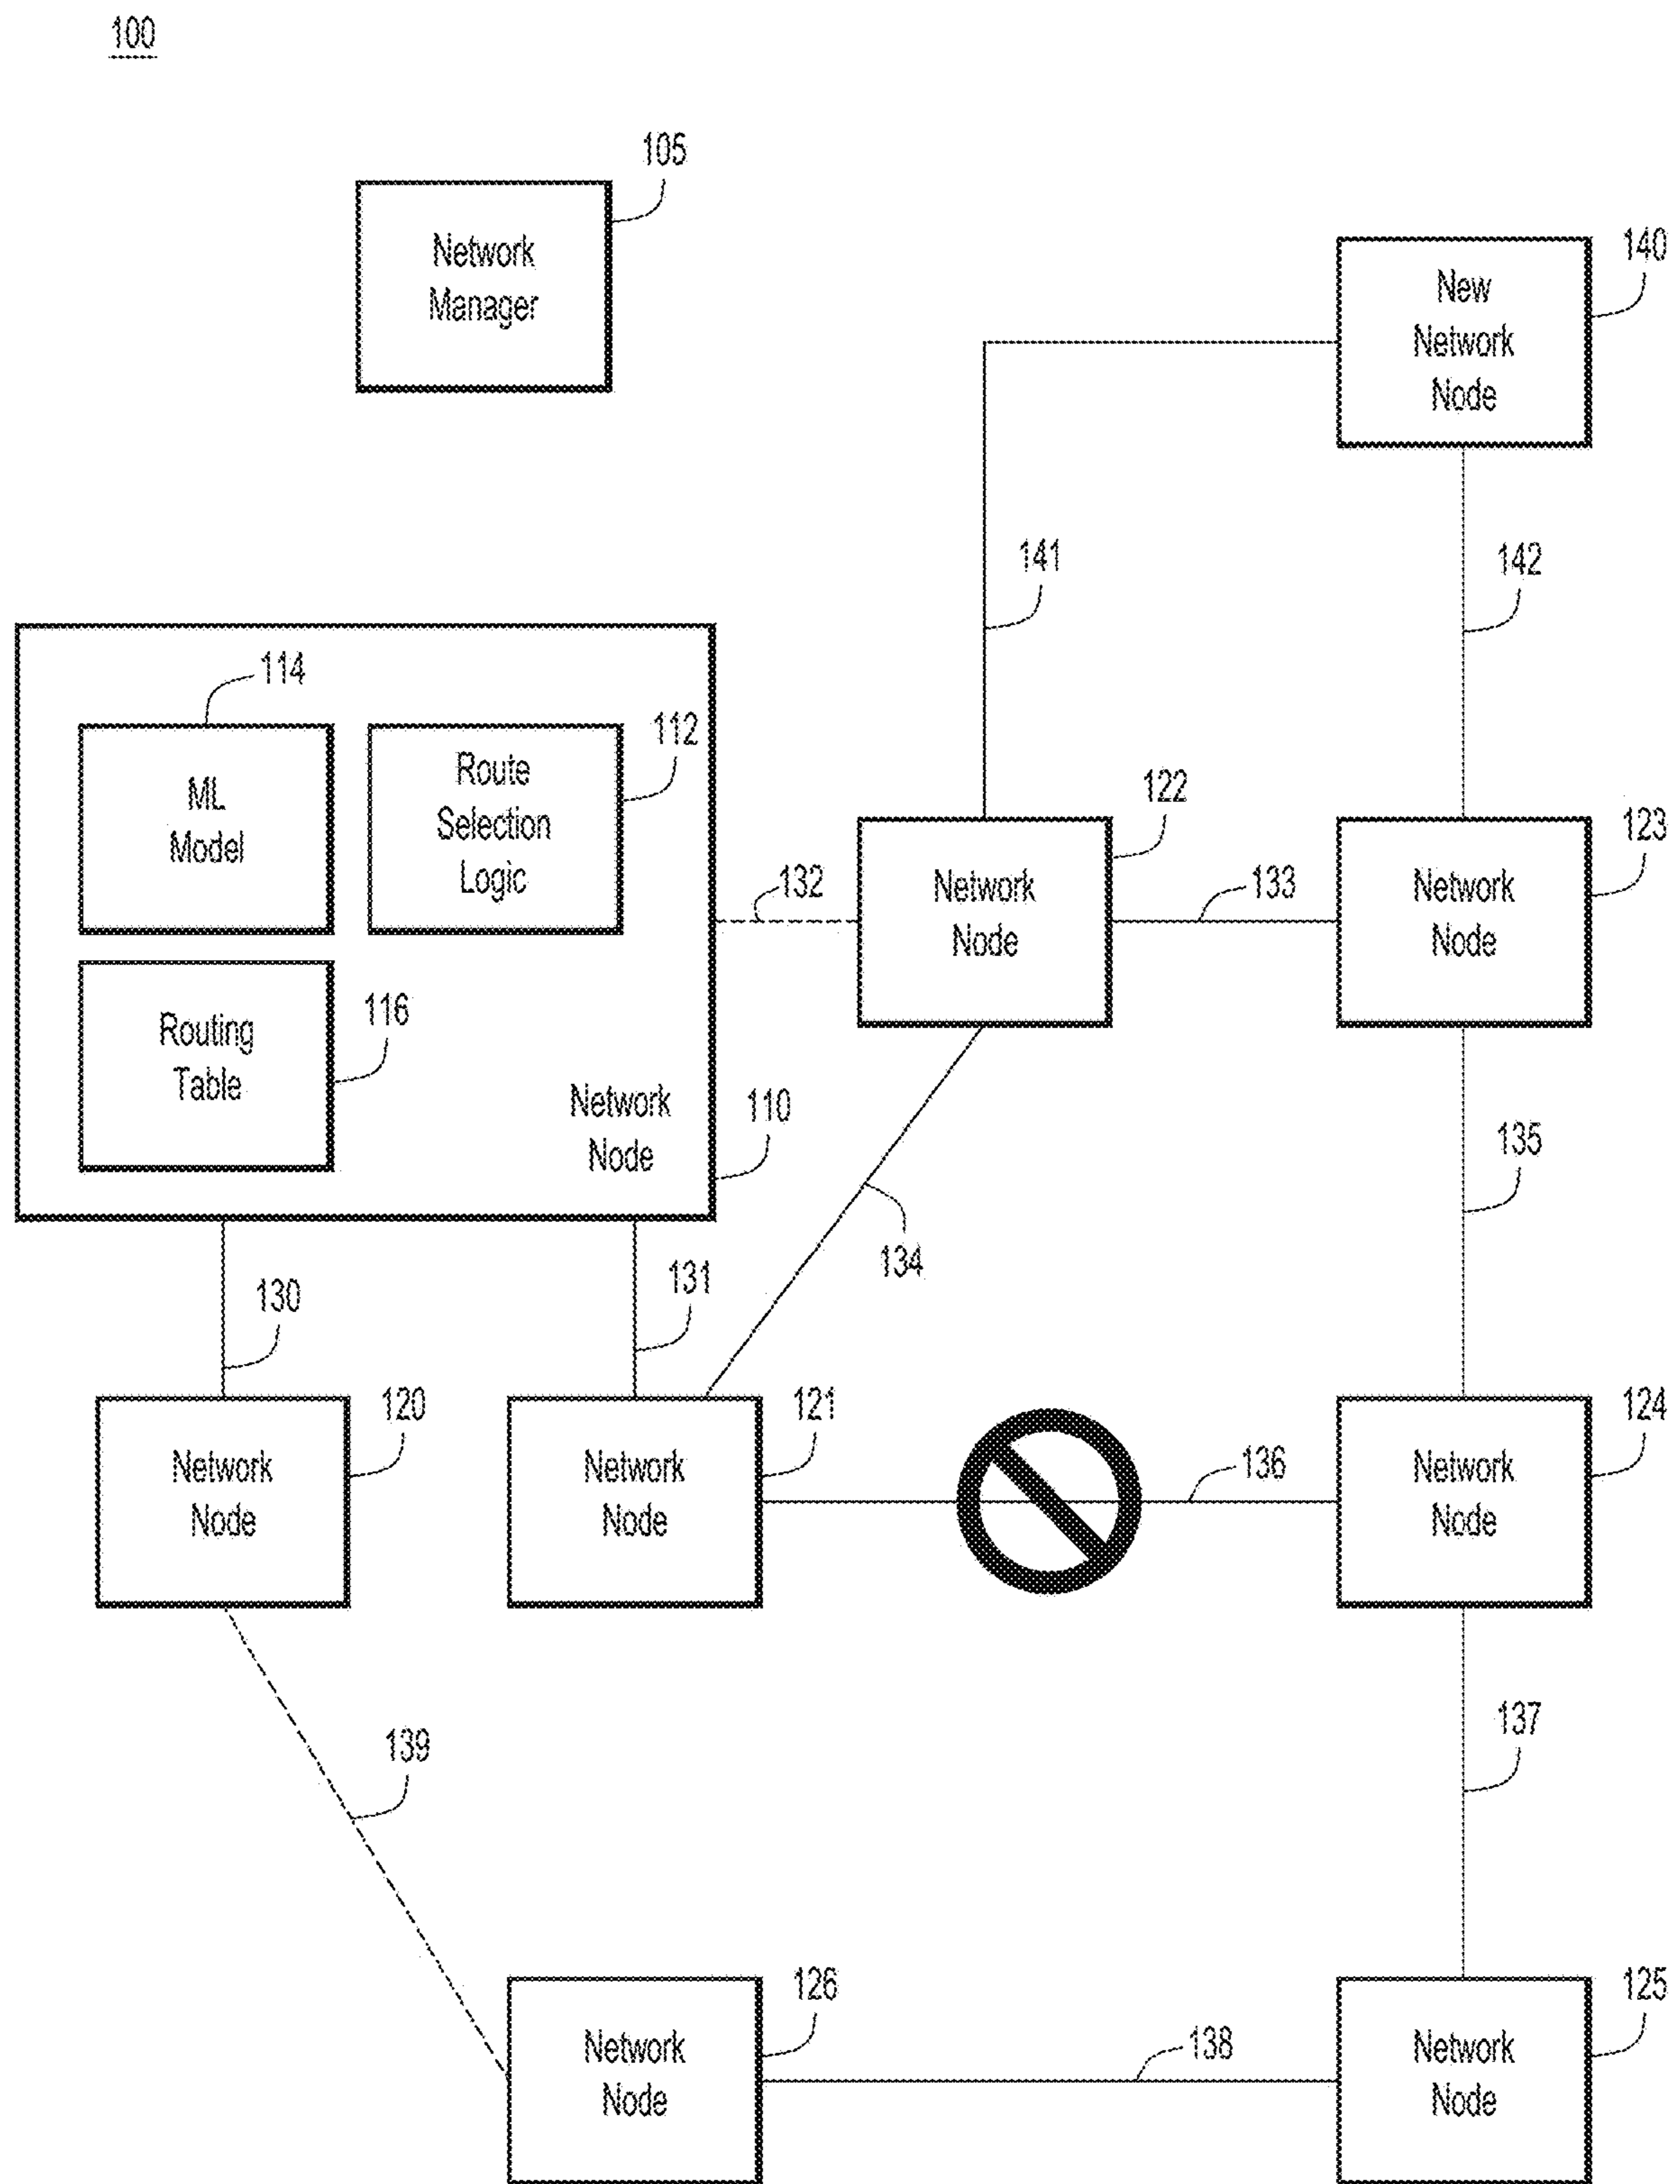 100
105
Network
Manager
140
New
Network
Node
141
142
114
ML
Model
112
Route
Selection
Logic
122
123
132
Network
Node
133
Network
Node
116
Routing
Table
Network
Node
110
135
134
130
131
120
Network
Node
121
Network
Node
136
124
Network
Node
139
137
126
Network
Node
138
125
Network
Node